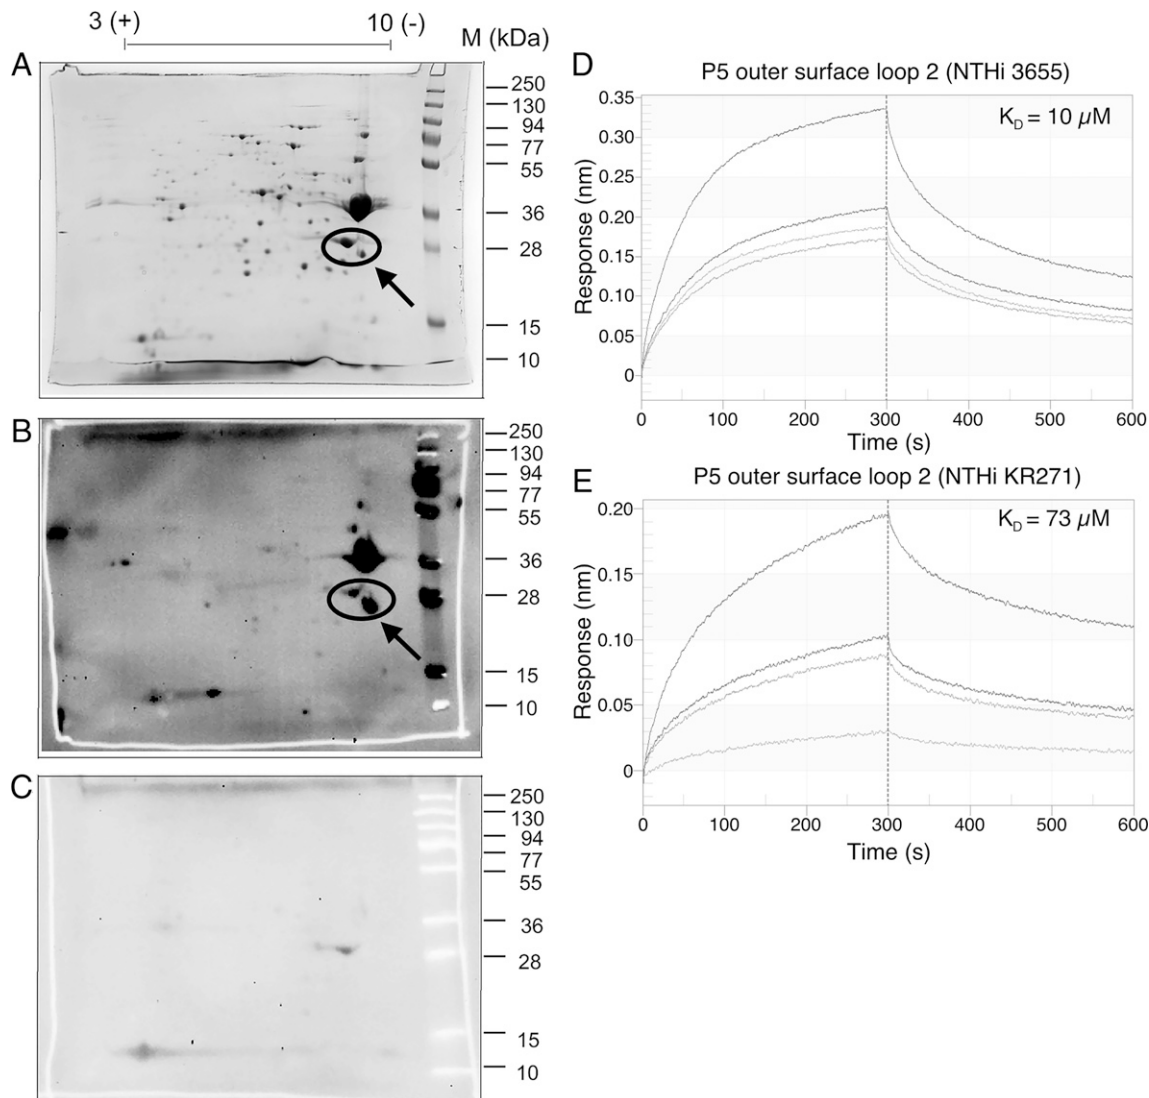 3 (+)
10 (-)
M (kDa)
A
250
130
94
77
55
36
28
15
10
B
250
130
94
77
55
36
28
15
10
C
250
130
94
77
55
36
28
15
10
D
P5 outer surface loop 2 (NTHi 3655)
K_D = 10 µM
Response (nm)
0.35
0.30
0.25
0.20
0.15
0.10
0.05
0
0 100 200 300 400 500 600
Time (s)
E
P5 outer surface loop 2 (NTHi KR271)
K_D = 73 µM
Response (nm)
0.20
0.15
0.10
0.05
0
0 100 200 300 400 500 600
Time (s)